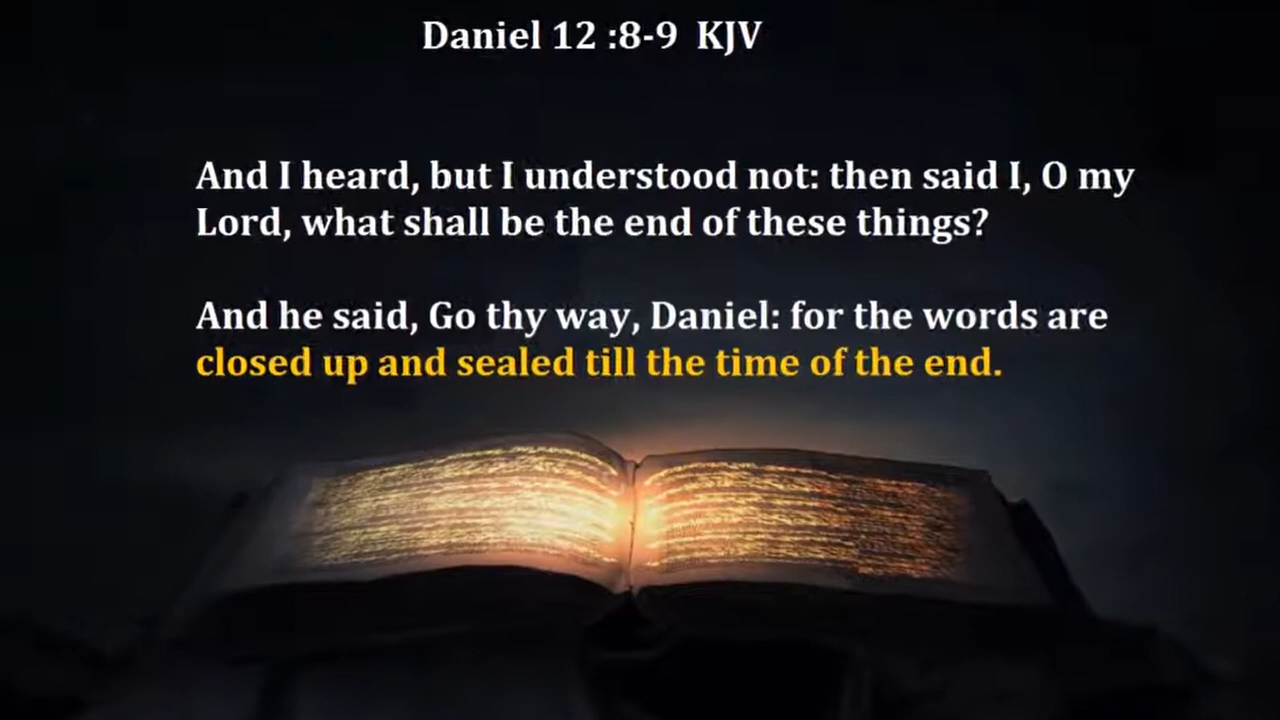 Daniel 12 :8-9 KJV
And I heard, but I understood not: then said I, O my
Lord, what shall be the end of these things?
And he said, Go thy way, Daniel: for the words are
closed up and sealed till the time of the end.